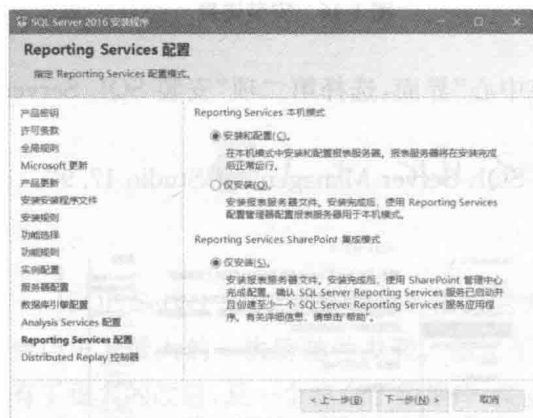 SQL Server 2016 安装程序
Reporting Services 配置
指定 Reporting Services 配置模式。
产品密钥
许可条款
全局规则
Microsoft 更新
产品更新
安装安装程序文件
安装规则
功能选择
功能规则
实例配置
服务器配置
数据库引擎配置
Analysis Services 配置
Reporting Services 配置
Distributed Replay 控制器
Reporting Services 本机模式
安装和配置(C)。
在本机模式中安装和配置报表服务器。报表服务器将在安装完成
后正常运行。
仅安装(O)。
安装报表服务器文件。安装完成后，使用 Reporting Services
配置管理器配置报表服务器用于本机模式。
Reporting Services SharePoint 集成模式
仅安装(S)。
安装报表服务器文件。安装完成后，使用 SharePoint 管理中心
完成配置。确认 SQL Server Reporting Services 服务已启动并
且创建至少一个 SQL Server Reporting Services 服务应用程
序。有关详细信息，请单击"帮助"。
< 上一步(B)
下一步(N) >
取消